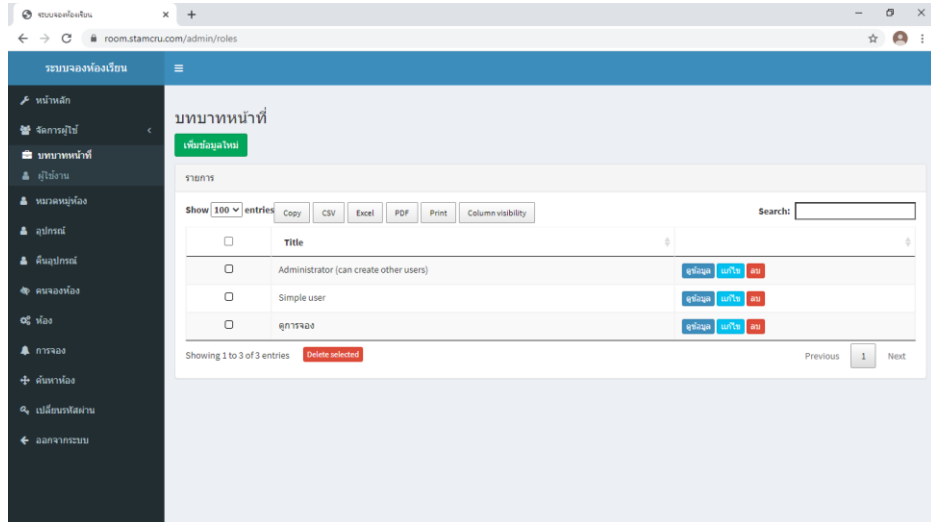 ระบบจองห้องเรียน
room.stamcru.com/admin/roles
ระบบจองห้องเรียน
หน้าหลัก
จัดการผู้ใช้
บทบาทหน้าที่
ผู้ใช้งาน
หมวดหมู่ห้อง
อุปกรณ์
คืนอุปกรณ์
คนจองห้อง
ห้อง
การจอง
ค้นหาห้อง
เปลี่ยนรหัสผ่าน
ออกจากระบบ
บทบาทหน้าที่
เพิ่มข้อมูลใหม่
รายการ
Show 100 entries Copy CSV Excel PDF Print Column visibility Search:
Title
Administrator (can create other users) ดูข้อมูล แก้ไข ลบ
Simple user ดูข้อมูล แก้ไข ลบ
ดูการจอง ดูข้อมูล แก้ไข ลบ
Showing 1 to 3 of 3 entries Delete selected Previous 1 Next